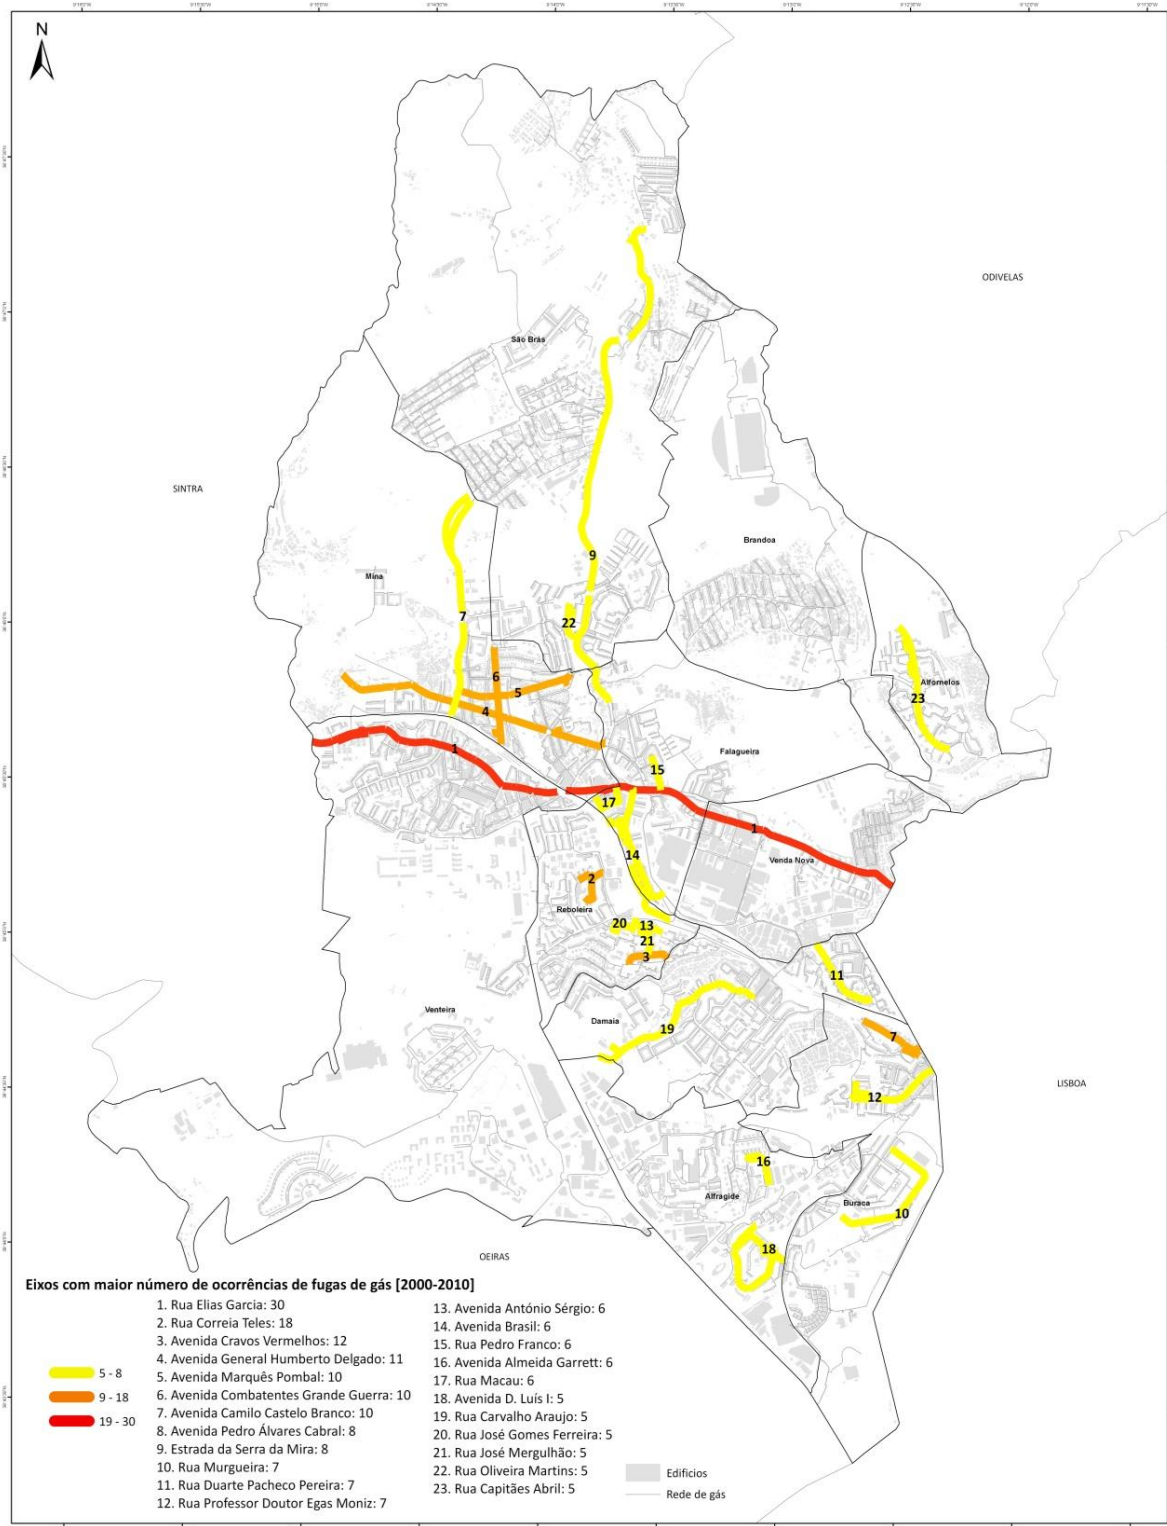 N
ODIVELAS
São Brás
SINTRA
Brandoa
9
Mina
7
22
6
5
4
Alfornelos
23
1
Falagueira
15
17
1
14
Venda Nova
2
Reboleira
20
13
21
3
11
Venteira
Damaia
19
7
LISBOA
12
16
Alfragide
Buraca
10
18
OEIRAS
Eixos com maior número de ocorrências de fugas de gás [2000-2010]
5 - 8
9 - 18
19 - 30
1. Rua Elias Garcia: 30
2. Rua Correia Teles: 18
3. Avenida Cravos Vermelhos: 12
4. Avenida General Humberto Delgado: 11
5. Avenida Marquês Pombal: 10
6. Avenida Combatentes Grande Guerra: 10
7. Avenida Camilo Castelo Branco: 10
8. Avenida Pedro Álvares Cabral: 8
9. Estrada da Serra da Mira: 8
10. Rua Murgueira: 7
11. Rua Duarte Pacheco Pereira: 7
12. Rua Professor Doutor Egas Moniz: 7
13. Avenida António Sérgio: 6
14. Avenida Brasil: 6
15. Rua Pedro Franco: 6
16. Avenida Almeida Garrett: 6
17. Rua Macau: 6
18. Avenida D. Luís I: 5
19. Rua Carvalho Araujo: 5
20. Rua José Gomes Ferreira: 5
21. Rua José Mergulhão: 5
22. Rua Oliveira Martins: 5
23. Rua Capitães Abril: 5
Edificios
Rede de gás